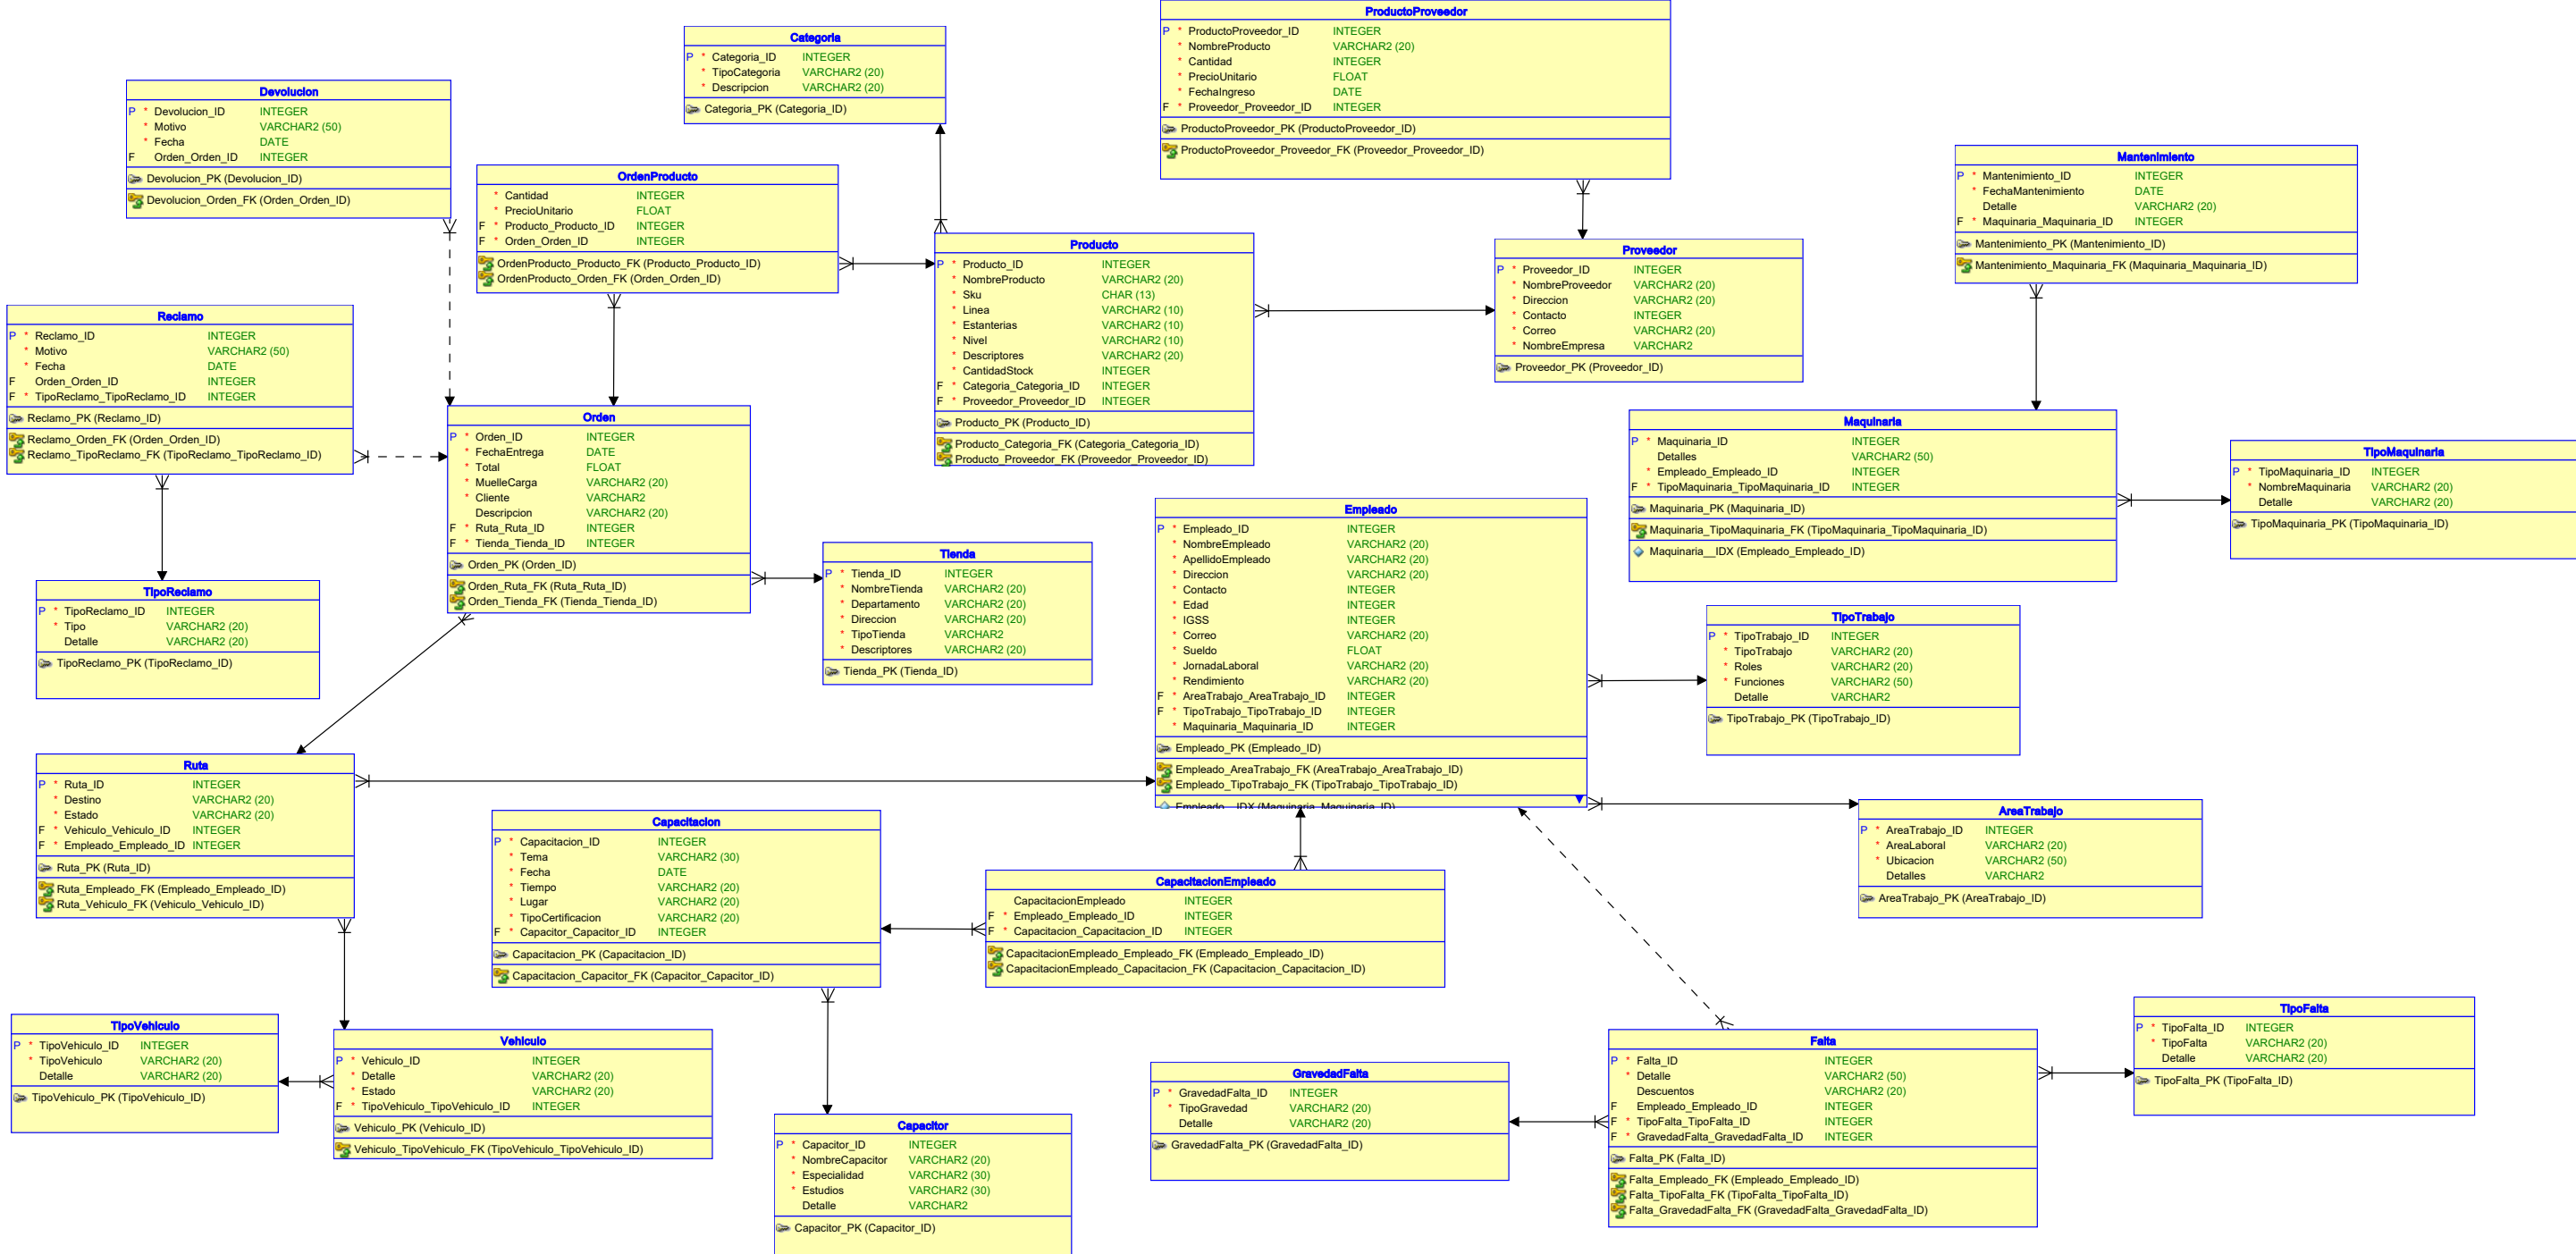 ProductoProveedor
P * ProductoProveedor_ID INTEGER
* NombreProducto VARCHAR2 (20)
* Cantidad INTEGER
* PrecioUnitario FLOAT
* FechaIngreso DATE
F * Proveedor_Proveedor_ID INTEGER
ProductoProveedor_PK (ProductoProveedor_ID)
ProductoProveedor_Proveedor_FK (Proveedor_Proveedor_ID)
Categoria
P * Categoria_ID INTEGER
* TipoCategoria VARCHAR2 (20)
* Descripcion VARCHAR2 (20)
Categoria_PK (Categoria_ID)
Devolucion
P * Devolucion_ID INTEGER
* Motivo VARCHAR2 (50)
* Fecha DATE
F Orden_Orden_ID INTEGER
Devolucion_PK (Devolucion_ID)
Devolucion_Orden_FK (Orden_Orden_ID)
OrdenProducto
* Cantidad INTEGER
* PrecioUnitario FLOAT
F * Producto_Producto_ID INTEGER
F * Orden_Orden_ID INTEGER
OrdenProducto_Producto_FK (Producto_Producto_ID)
OrdenProducto_Orden_FK (Orden_Orden_ID)
Mantenimiento
P * Mantenimiento_ID INTEGER
* FechaMantenimiento DATE
Detalle VARCHAR2 (20)
F * Maquinaria_Maquinaria_ID INTEGER
Mantenimiento_PK (Mantenimiento_ID)
Mantenimiento_Maquinaria_FK (Maquinaria_Maquinaria_ID)
Producto
P * Producto_ID INTEGER
* NombreProducto VARCHAR2 (20)
* Sku CHAR (13)
* Linea VARCHAR2 (10)
* Estanterias VARCHAR2 (10)
* Nivel VARCHAR2 (10)
* Descriptores VARCHAR2 (20)
* CantidadStock INTEGER
F * Categoria_Categoria_ID INTEGER
F * Proveedor_Proveedor_ID INTEGER
Producto_PK (Producto_ID)
Producto_Categoria_FK (Categoria_Categoria_ID)
Producto_Proveedor_FK (Proveedor_Proveedor_ID)
Proveedor
P * Proveedor_ID INTEGER
* NombreProveedor VARCHAR2 (20)
* Direccion VARCHAR2 (20)
* Contacto INTEGER
* Correo VARCHAR2 (20)
* NombreEmpresa VARCHAR2
Proveedor_PK (Proveedor_ID)
Reclamo
P * Reclamo_ID INTEGER
* Motivo VARCHAR2 (50)
* Fecha DATE
F Orden_Orden_ID INTEGER
F * TipoReclamo_TipoReclamo_ID INTEGER
Reclamo_PK (Reclamo_ID)
Reclamo_Orden_FK (Orden_Orden_ID)
Reclamo_TipoReclamo_FK (TipoReclamo_TipoReclamo_ID)
Orden
P * Orden_ID INTEGER
* FechaEntrega DATE
* Total FLOAT
* MuelleCarga VARCHAR2 (20)
* Cliente VARCHAR2
Descripcion VARCHAR2 (20)
F * Ruta_Ruta_ID INTEGER
F * Tienda_Tienda_ID INTEGER
Orden_PK (Orden_ID)
Orden_Ruta_FK (Ruta_Ruta_ID)
Orden_Tienda_FK (Tienda_Tienda_ID)
Maquinaria
P * Maquinaria_ID INTEGER
Detalles VARCHAR2 (50)
* Empleado_Empleado_ID INTEGER
F * TipoMaquinaria_TipoMaquinaria_ID INTEGER
Maquinaria_PK (Maquinaria_ID)
Maquinaria_TipoMaquinaria_FK (TipoMaquinaria_TipoMaquinaria_ID)
Maquinaria__IDX (Empleado_Empleado_ID)
TipoMaquinaria
P * TipoMaquinaria_ID INTEGER
* NombreMaquinaria VARCHAR2 (20)
Detalle VARCHAR2 (20)
TipoMaquinaria_PK (TipoMaquinaria_ID)
Empleado
P * Empleado_ID INTEGER
* NombreEmpleado VARCHAR2 (20)
* ApellidoEmpleado VARCHAR2 (20)
* Direccion VARCHAR2 (20)
* Contacto INTEGER
* Edad INTEGER
* IGSS INTEGER
* Correo VARCHAR2 (20)
* Sueldo FLOAT
* JornadaLaboral VARCHAR2 (20)
* Rendimiento VARCHAR2 (20)
F * AreaTrabajo_AreaTrabajo_ID INTEGER
F * TipoTrabajo_TipoTrabajo_ID INTEGER
* Maquinaria_Maquinaria_ID INTEGER
Empleado_PK (Empleado_ID)
Empleado_AreaTrabajo_FK (AreaTrabajo_AreaTrabajo_ID)
Empleado_TipoTrabajo_FK (TipoTrabajo_TipoTrabajo_ID)
Empleado__IDX (Maquinaria_Maquinaria_ID)
Tienda
P * Tienda_ID INTEGER
* NombreTienda VARCHAR2 (20)
* Departamento VARCHAR2 (20)
* Direccion VARCHAR2 (20)
* TipoTienda VARCHAR2
* Descriptores VARCHAR2 (20)
Tienda_PK (Tienda_ID)
TipoReclamo
P * TipoReclamo_ID INTEGER
* Tipo VARCHAR2 (20)
Detalle VARCHAR2 (20)
TipoReclamo_PK (TipoReclamo_ID)
TipoTrabajo
P * TipoTrabajo_ID INTEGER
* TipoTrabajo VARCHAR2 (20)
* Roles VARCHAR2 (20)
* Funciones VARCHAR2 (50)
Detalle VARCHAR2
TipoTrabajo_PK (TipoTrabajo_ID)
Ruta
P * Ruta_ID INTEGER
* Destino VARCHAR2 (20)
* Estado VARCHAR2 (20)
F * Vehiculo_Vehiculo_ID INTEGER
F * Empleado_Empleado_ID INTEGER
Ruta_PK (Ruta_ID)
Ruta_Empleado_FK (Empleado_Empleado_ID)
Ruta_Vehiculo_FK (Vehiculo_Vehiculo_ID)
Capacitacion
P * Capacitacion_ID INTEGER
* Tema VARCHAR2 (30)
* Fecha DATE
* Tiempo VARCHAR2 (20)
* Lugar VARCHAR2 (20)
* TipoCertificacion VARCHAR2 (20)
F * Capacitor_Capacitor_ID INTEGER
Capacitacion_PK (Capacitacion_ID)
Capacitacion_Capacitor_FK (Capacitor_Capacitor_ID)
CapacitacionEmpleado
CapacitacionEmpleado INTEGER
F * Empleado_Empleado_ID INTEGER
F * Capacitacion_Capacitacion_ID INTEGER
CapacitacionEmpleado_Empleado_FK (Empleado_Empleado_ID)
CapacitacionEmpleado_Capacitacion_FK (Capacitacion_Capacitacion_ID)
AreaTrabajo
P * AreaTrabajo_ID INTEGER
* AreaLaboral VARCHAR2 (20)
* Ubicacion VARCHAR2 (50)
Detalles VARCHAR2
AreaTrabajo_PK (AreaTrabajo_ID)
TipoVehiculo
P * TipoVehiculo_ID INTEGER
* TipoVehiculo VARCHAR2 (20)
Detalle VARCHAR2 (20)
TipoVehiculo_PK (TipoVehiculo_ID)
Vehiculo
P * Vehiculo_ID INTEGER
* Detalle VARCHAR2 (20)
* Estado VARCHAR2 (20)
F * TipoVehiculo_TipoVehiculo_ID INTEGER
Vehiculo_PK (Vehiculo_ID)
Vehiculo_TipoVehiculo_FK (TipoVehiculo_TipoVehiculo_ID)
Capacitor
P * Capacitor_ID INTEGER
* NombreCapacitor VARCHAR2 (20)
* Especialidad VARCHAR2 (30)
* Estudios VARCHAR2 (30)
Detalle VARCHAR2
Capacitor_PK (Capacitor_ID)
GravedadFalta
P * GravedadFalta_ID INTEGER
* TipoGravedad VARCHAR2 (20)
Detalle VARCHAR2 (20)
GravedadFalta_PK (GravedadFalta_ID)
Falta
P * Falta_ID INTEGER
* Detalle VARCHAR2 (50)
Descuentos VARCHAR2 (20)
F Empleado_Empleado_ID INTEGER
F * TipoFalta_TipoFalta_ID INTEGER
F * GravedadFalta_GravedadFalta_ID INTEGER
Falta_PK (Falta_ID)
Falta_Empleado_FK (Empleado_Empleado_ID)
Falta_TipoFalta_FK (TipoFalta_TipoFalta_ID)
Falta_GravedadFalta_FK (GravedadFalta_GravedadFalta_ID)
TipoFalta
P * TipoFalta_ID INTEGER
* TipoFalta VARCHAR2 (20)
Detalle VARCHAR2 (20)
TipoFalta_PK (TipoFalta_ID)